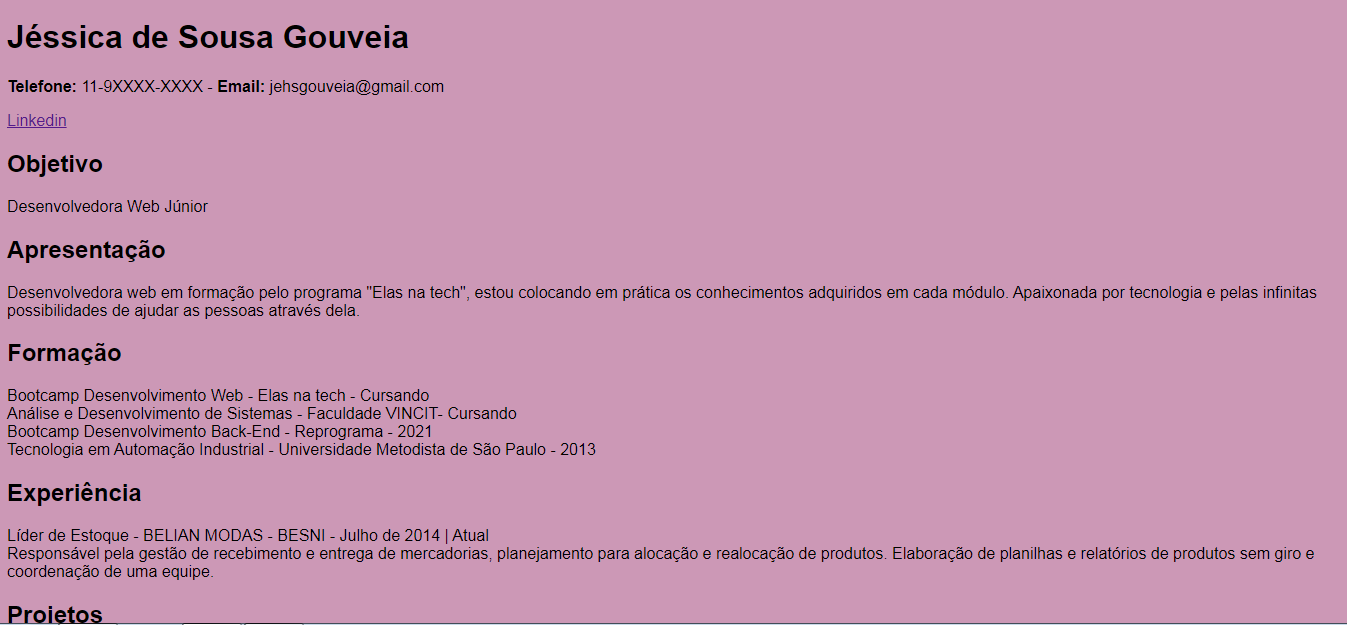 Jéssica de Sousa Gouveia
Telefone: 11-9XXXX-XXXX - Email: jehsgouveia@gmail.com
Linkedin
Objetivo
Desenvolvedora Web Júnior
Apresentação
Desenvolvedora web em formação pelo programa "Elas na tech", estou colocando em prática os conhecimentos adquiridos em cada módulo. Apaixonada por tecnologia e pelas infinitas
possibilidades de ajudar as pessoas através dela.
Formação
Bootcamp Desenvolvimento Web - Elas na tech - Cursando
Análise e Desenvolvimento de Sistemas - Faculdade VINCIT- Cursando
Bootcamp Desenvolvimento Back-End - Reprograma - 2021
Tecnologia em Automação Industrial - Universidade Metodista de São Paulo - 2013
Experiência
Líder de Estoque - BELIAN MODAS - BESNI - Julho de 2014 | Atual
Responsável pela gestão de recebimento e entrega de mercadorias, planejamento para alocação e realocação de produtos. Elaboração de planilhas e relatórios de produtos sem giro e
coordenação de uma equipe.
Projetos